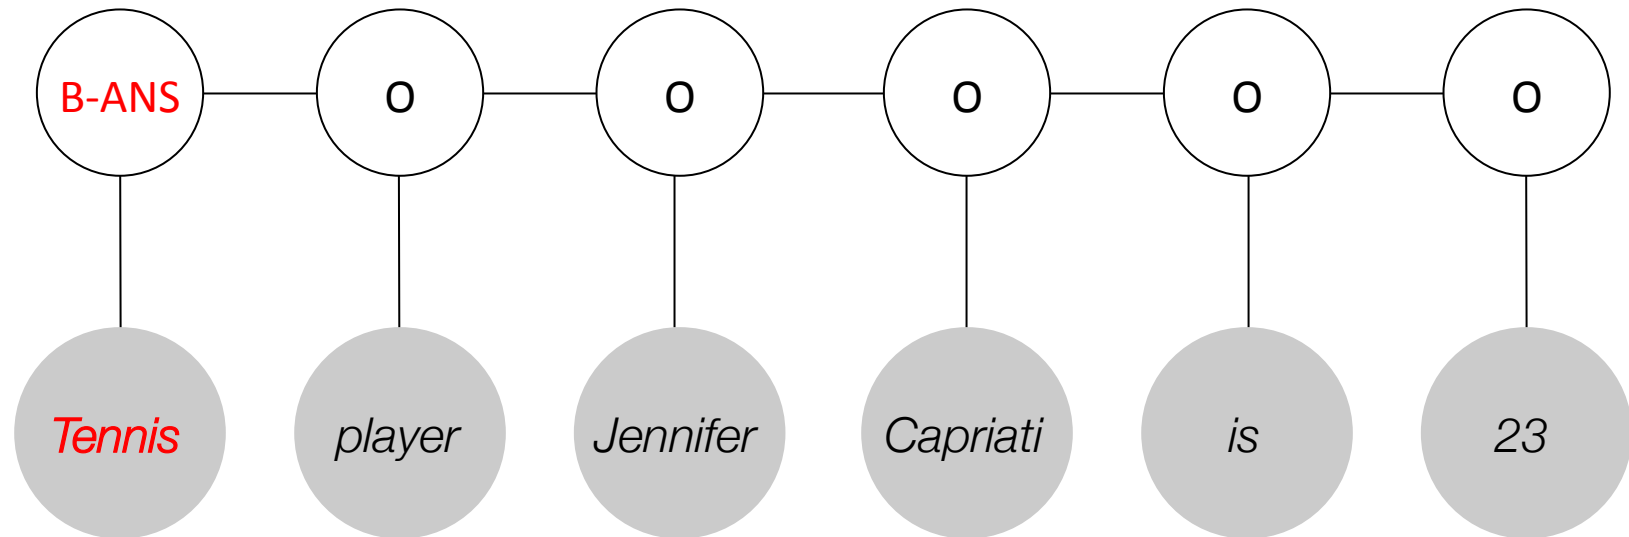 B-ANS O O O O O
Tennis player Jennifer Capriati is 23